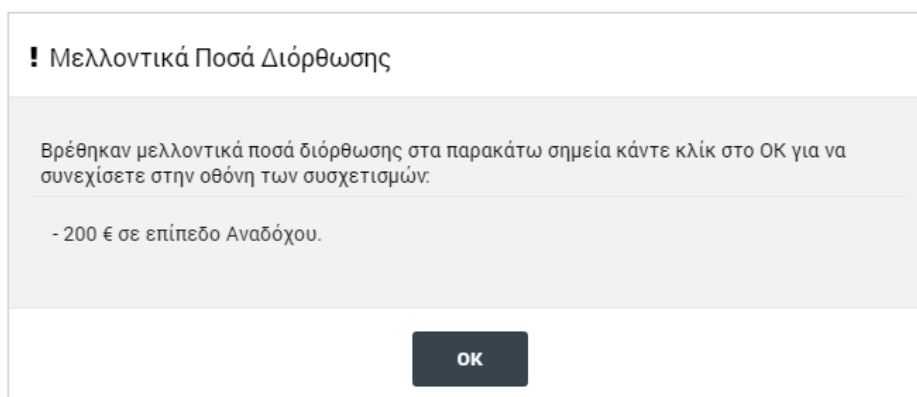 ! Μελλοντικά Ποσά Διόρθωσης
Βρέθηκαν μελλοντικά ποσά διόρθωσης στα παρακάτω σημεία κάντε κλίκ στο ΟΚ για να
συνεχίσετε στην οθόνη των συσχετισμών:
- 200 € σε επίπεδο Αναδόχου.
ΟΚ